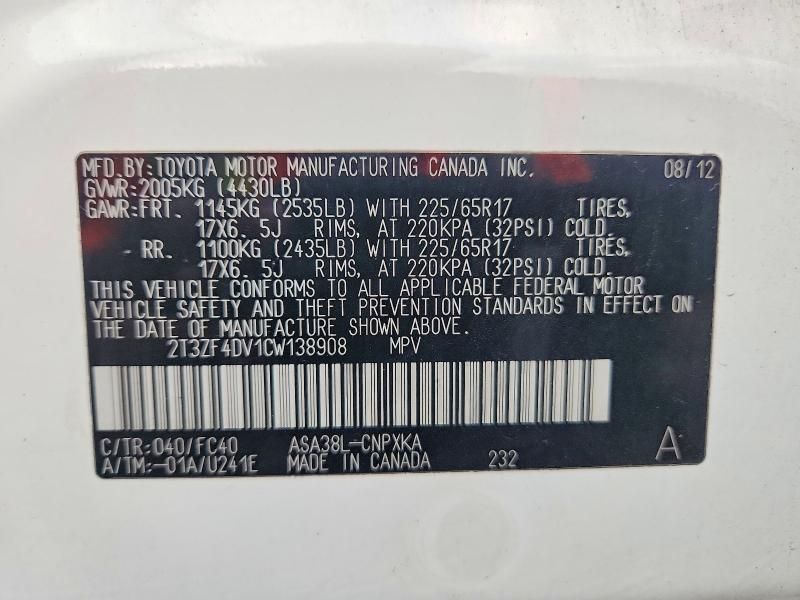 MFD.BY:TOYOTA MOTOR MANUFACTURING CANADA INC. 08/12
GVWR:2005KG (4430LB)
GAWR:FRT. 1145KG (2535LB) WITH 225/65R17 TIRES,
17X6. 5J RIMS, AT 220KPA (32PSI) COLD.
RR. 1100KG (2435LB) WITH 225/65R17 TIRES,
17X6. 5J RIMS, AT 220KPA (32PSI) COLD.
THIS VEHICLE CONFORMS TO ALL APPLICABLE FEDERAL MOTOR
VEHICLE SAFETY AND THEFT PREVENTION STANDARDS IN EFFECT ON
THE DATE OF MANUFACTURE SHOWN ABOVE.
2T3ZF4DV1CW138908 MPV
C/TR:040/FC40 ASA38L-CNPXKA A
A/TM:-01A/U241E MADE IN CANADA 232